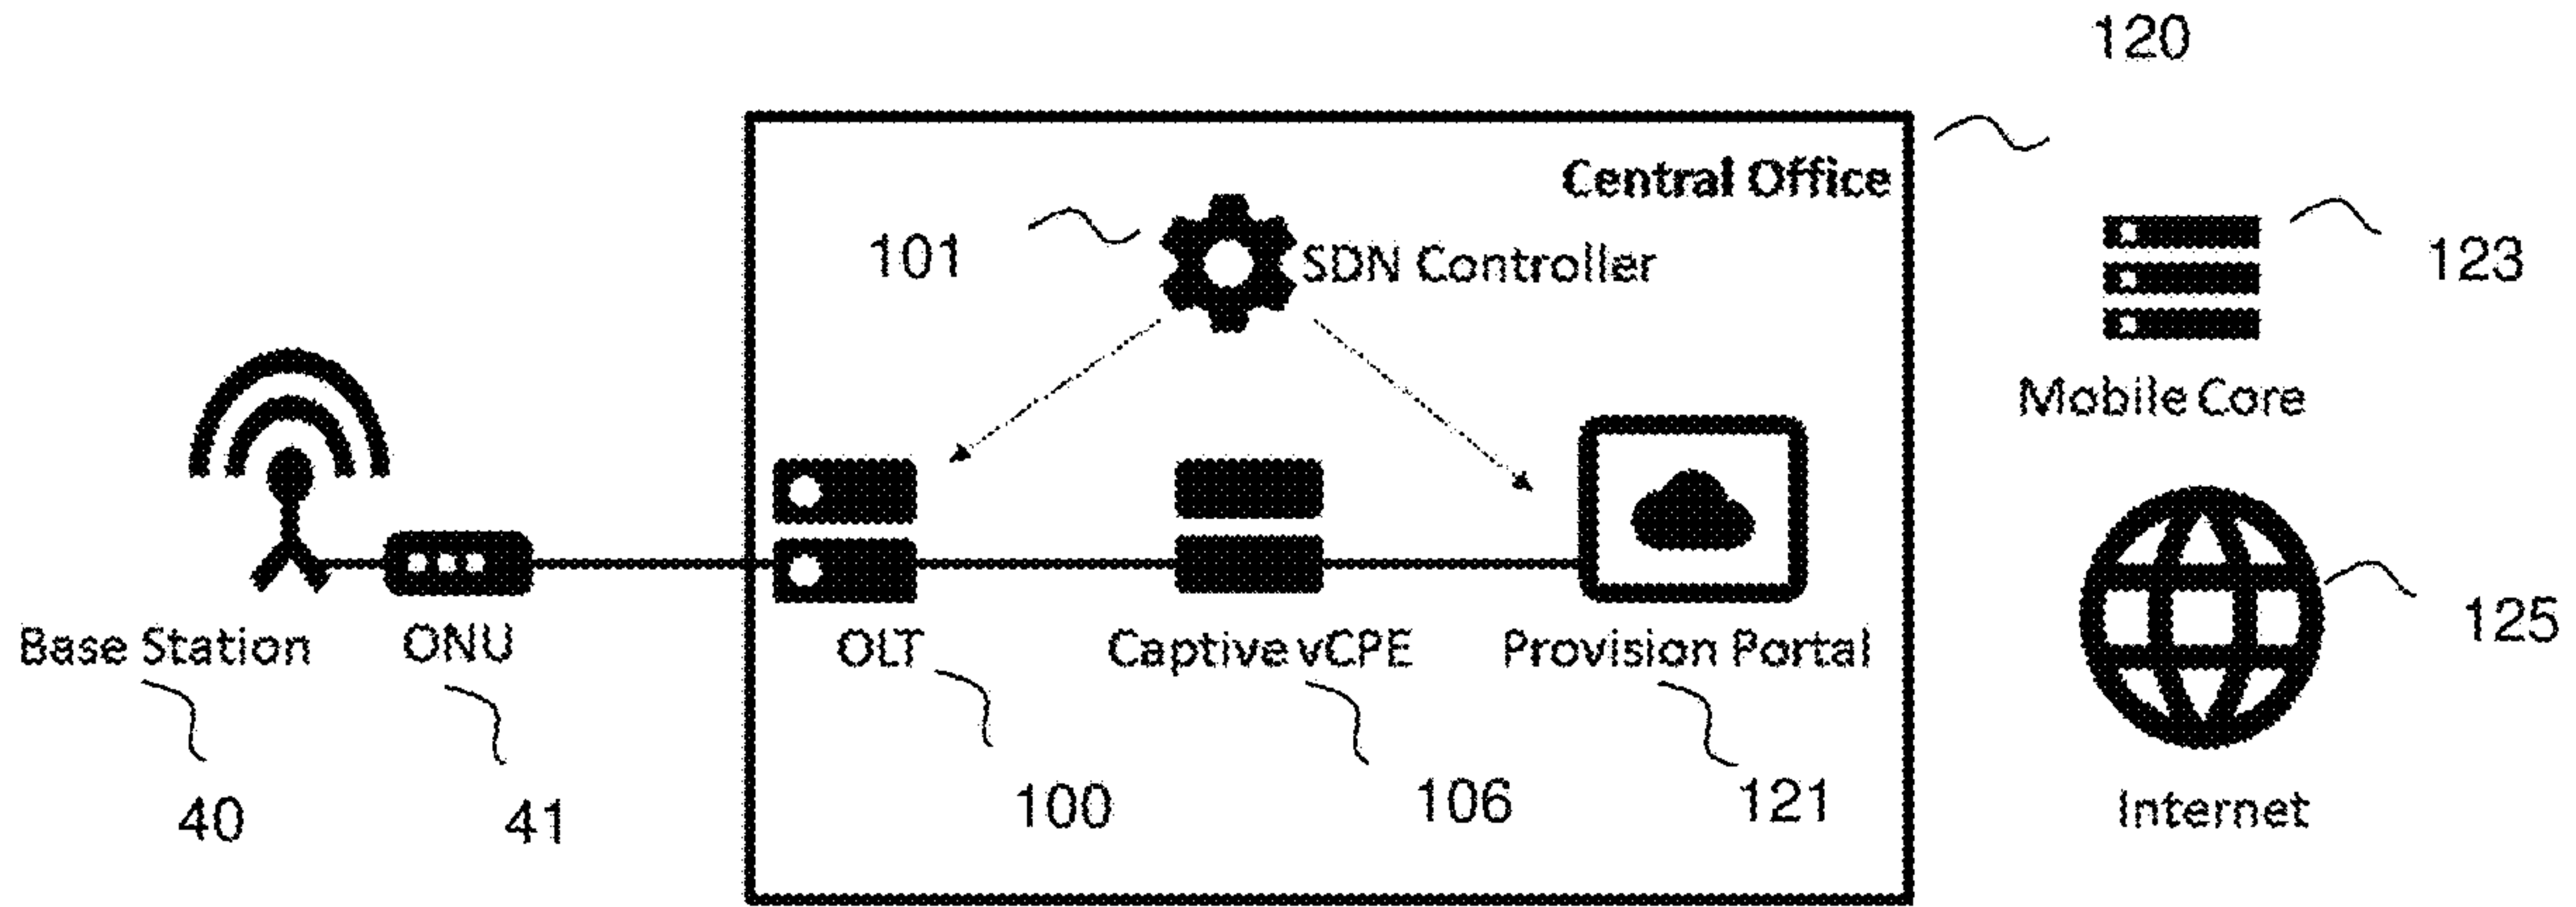 120
Central Office
101
SDN Controller
123
Mobile Core
Base Station
ONU
OLT
Captive vCPE
Provision Portal
125
40
41
100
106
121
Internet